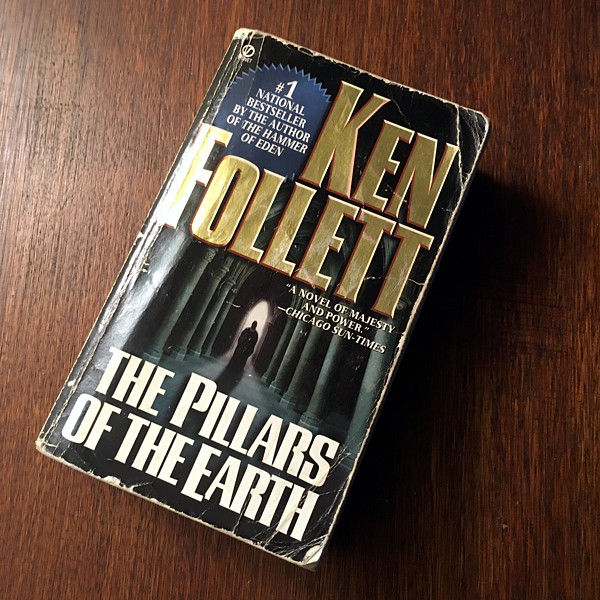 SIGNET
#1
NATIONAL
BESTSELLER
BY THE AUTHOR
OF THE HAMMER
OF EDEN
KEN
FOLLETT
"A NOVEL OF MAJESTY
AND POWER."
—CHICAGO SUN-TIMES
THE PILLARS
OF THE EARTH